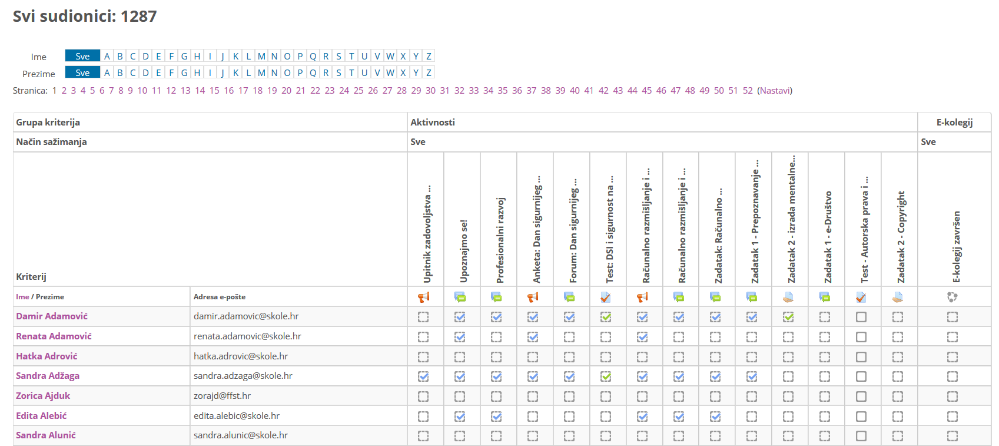 Svi sudionici: 1287
Ime Sve A B C D E F G H I J K L M N O P Q R S T U V W X Y Z
Prezime Sve A B C D E F G H I J K L M N O P Q R S T U V W X Y Z
Stranica: 1 2 3 4 5 6 7 8 9 10 11 12 13 14 15 16 17 18 19 20 21 22 23 24 25 26 27 28 29 30 31 32 33 34 35 36 37 38 39 40 41 42 43 44 45 46 47 48 49 50 51 52 (Nastavi)
Grupa kriterija Aktivnosti E-kolegij
Način sažimanja Sve Sve
Kriterij
Upitnik zadovoljstva ...
Upoznajmo se!
Profesionalni razvoj
Anketa: Dan sigurnijeg ...
Forum: Dan sigurnijeg ...
Test: DSI i sigurnost na ...
Računalno razmišljanje i ...
Računalno razmišljanje i ...
Zadatak: Računalno ...
Zadatak 1 - Prepoznavanje ...
Zadatak 2 - izrada mentalne...
Zadatak 1 - e-Društvo
Test - Autorska prava i ...
Zadatak 2 - Copyright
E-kolegij završen
Ime / Prezime Adresa e-pošte
Damir Adamović damir.adamovic@skole.hr
Renata Adamović renata.adamovic@skole.hr
Hatka Adrović hatka.adrovic@skole.hr
Sandra Adžaga sandra.adzaga@skole.hr
Zorica Ajduk zorajd@ffst.hr
Edita Alebić edita.alebic@skole.hr
Sandra Alunić sandra.alunic@skole.hr